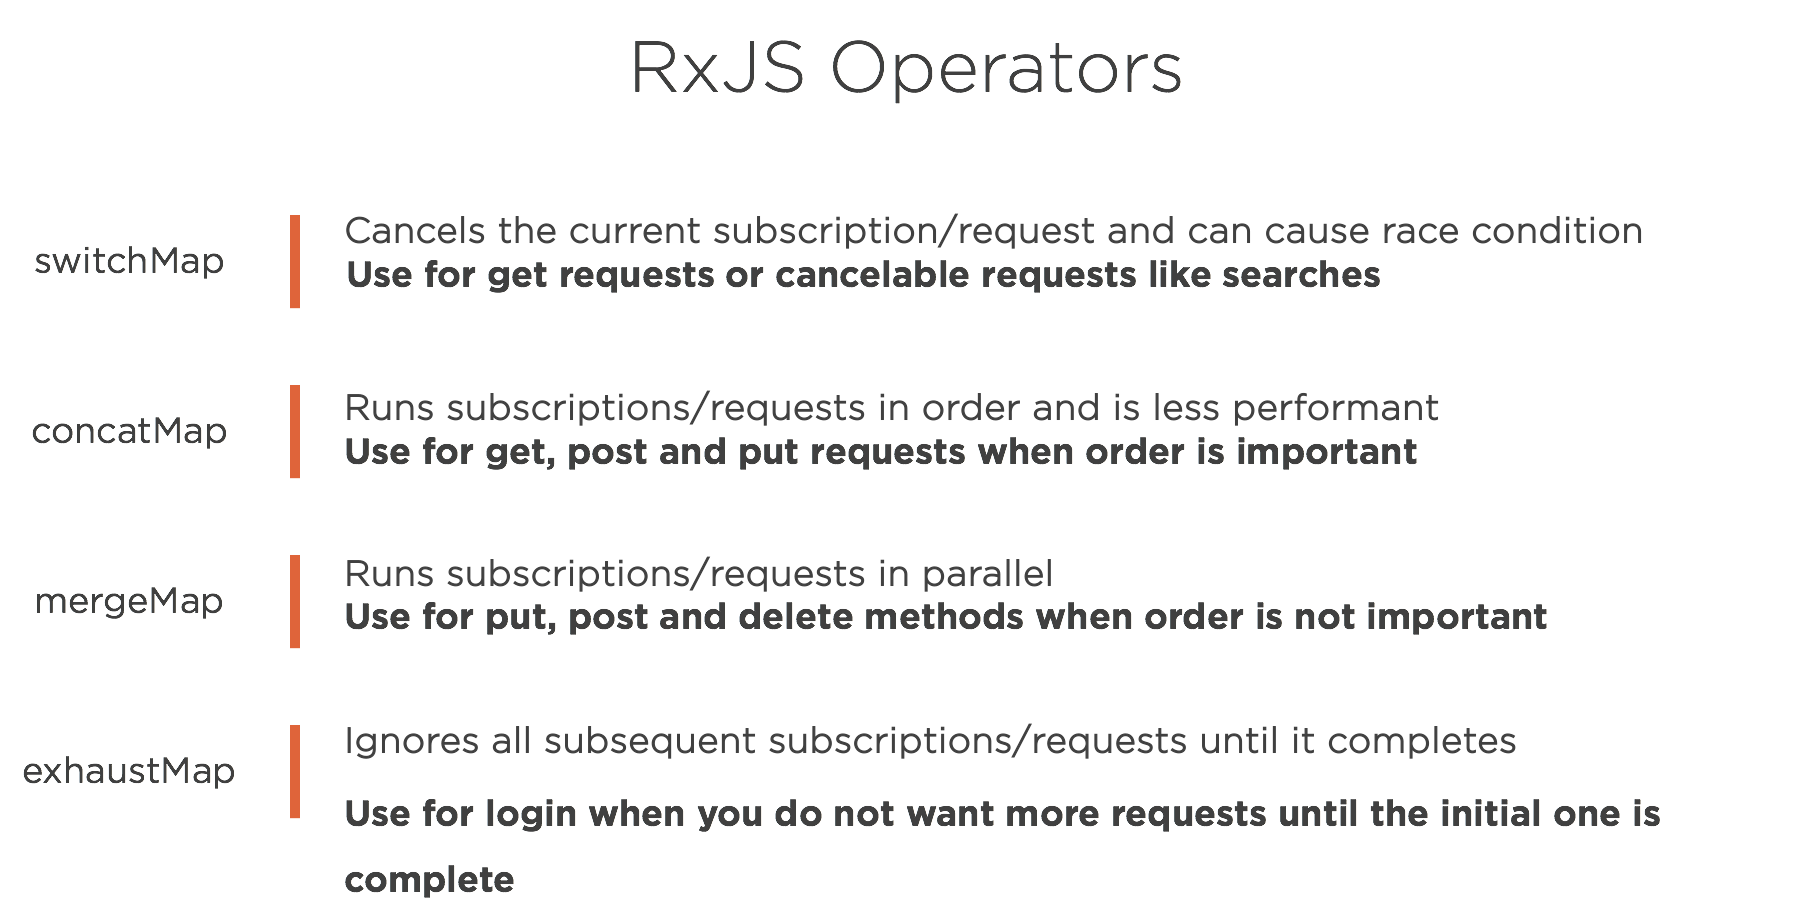 RxJS Operators
switchMap
Cancels the current subscription/request and can cause race condition
Use for get requests or cancelable requests like searches
concatMap
Runs subscriptions/requests in order and is less performant
Use for get, post and put requests when order is important
mergeMap
Runs subscriptions/requests in parallel
Use for put, post and delete methods when order is not important
exhaustMap
Ignores all subsequent subscriptions/requests until it completes
Use for login when you do not want more requests until the initial one is
complete